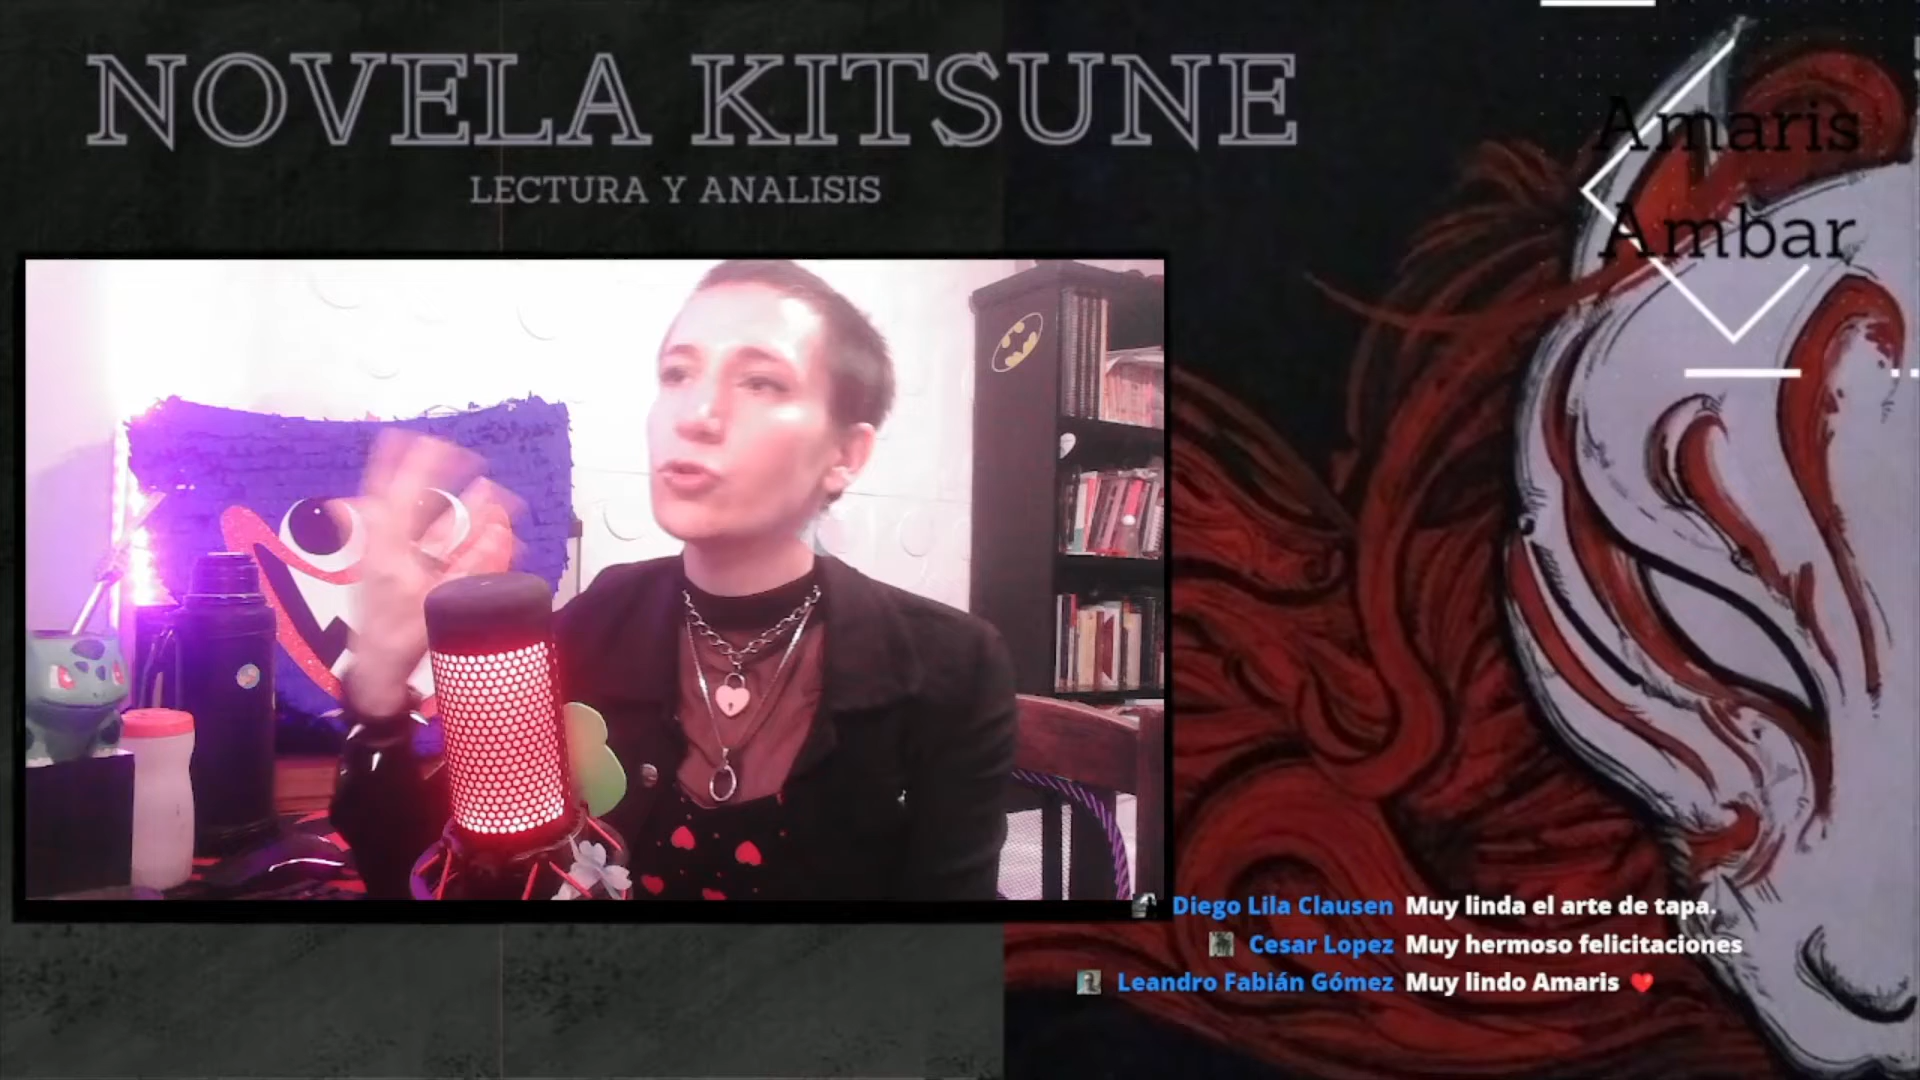 NOVELA KITSUNE
LECTURA Y ANALISIS
Amaris
Ambar
Diego Lila Clausen Muy linda el arte de tapa.
Cesar Lopez Muy hermoso felicitaciones
Leandro Fabián Gómez Muy lindo Amaris ❤️